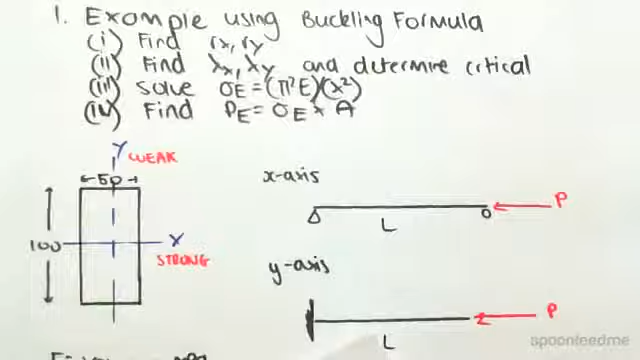 1. Example using Buckling Formula
(i) Find rx, ry
(ii) Find λx, λy and determine critical
(iii) Solve σE = (π²E)(λ²)
(iv) Find PE = σE × A
Y WEAK
50
100
X
STRONG
x-axis
P
L
y-axis
P
L
spoonfeedme